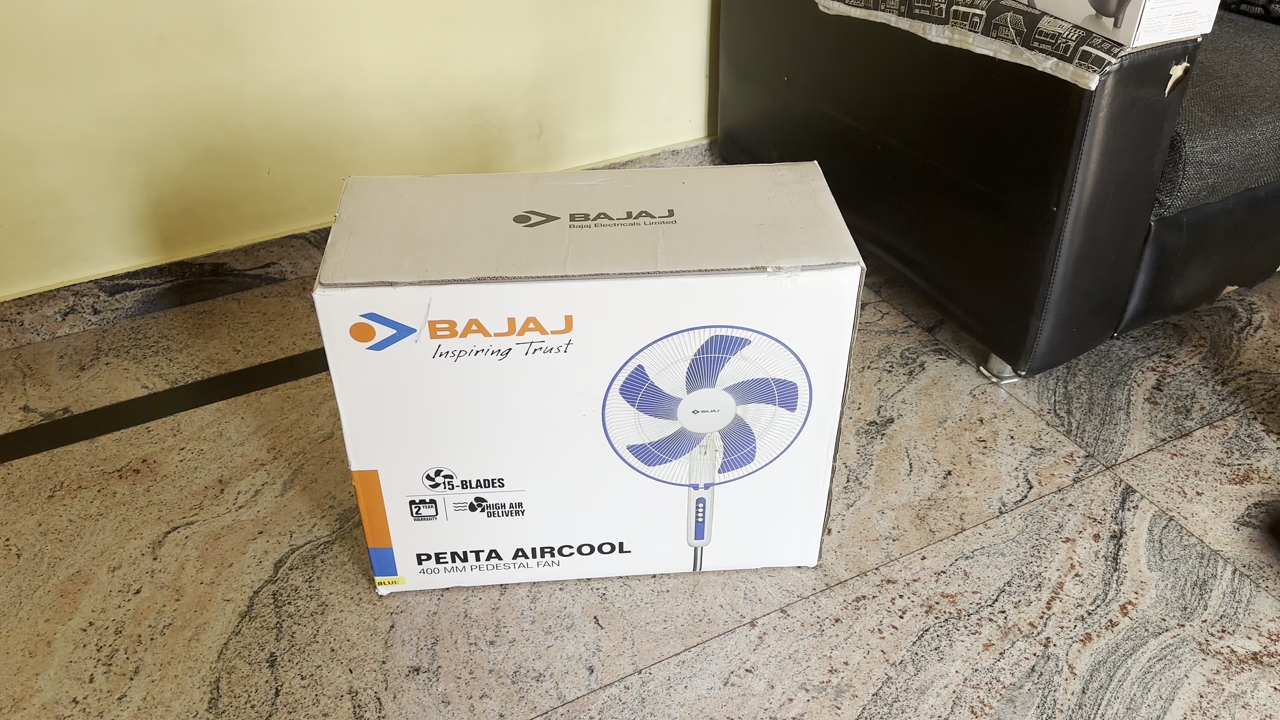 BAJAJ
Bajaj Electricals Limited
BAJAJ
Inspiring Trust
BAJAJ
5-BLADES
2 YEAR
WARRANTY
HIGH AIR
DELIVERY
PENTA AIRCOOL
400 MM PEDESTAL FAN
BLUE